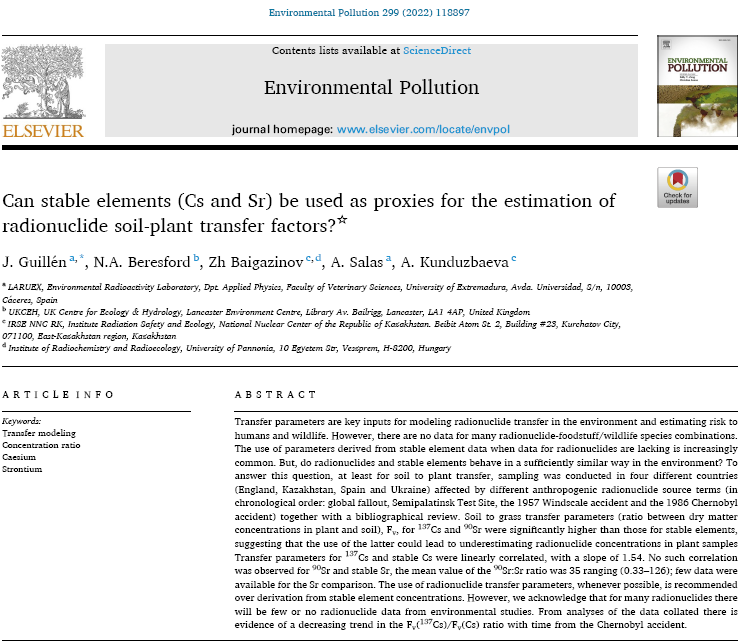 Environmental Pollution 299 (2022) 118897
Contents lists available at ScienceDirect
Environmental Pollution
journal homepage: www.elsevier.com/locate/envpol
ELSEVIER
ENVIRONMENTAL
POLLUTION
Check for
updates
Can stable elements (Cs and Sr) be used as proxies for the estimation of
radionuclide soil-plant transfer factors?☆
J. Guillén a,*, N.A. Beresford b, Zh Baigazinov c,d, A. Salas a, A. Kunduzbaeva c
a LARUEX, Environmental Radioactivity Laboratory, Dpt. Applied Physics, Faculty of Veterinary Sciences, University of Extremadura, Avda. Universidad, S/n, 10003,
Cáceres, Spain
b UKCEH, UK Centre for Ecology & Hydrology, Lancaster Environment Centre, Library Av. Bailrigg, Lancaster, LA1 4AP, United Kingdom
c IRSE NNC RK, Institute Radiation Safety and Ecology, National Nuclear Center of the Republic of Kasakhstan. Beibit Atom St. 2, Building #23, Kurchatov City,
071100, East-Kasakhstan region, Kasakhstan
d Institute of Radiochemistry and Radioecology, University of Pannonia, 10 Egyetem Str, Vessprem, H-8200, Hungary
ARTICLE INFO
Keywords:
Transfer modeling
Concentration ratio
Caesium
Strontium
ABSTRACT
Transfer parameters are key inputs for modeling radionuclide transfer in the environment and estimating risk to
humans and wildlife. However, there are no data for many radionuclide-foodstuff/wildlife species combinations.
The use of parameters derived from stable element data when data for radionuclides are lacking is increasingly
common. But, do radionuclides and stable elements behave in a sufficiently similar way in the environment? To
answer this question, at least for soil to plant transfer, sampling was conducted in four different countries
(England, Kazakhstan, Spain and Ukraine) affected by different anthropogenic radionuclide source terms (in
chronological order: global fallout, Semipalatinsk Test Site, the 1957 Windscale accident and the 1986 Chernobyl
accident) together with a bibliographical review. Soil to grass transfer parameters (ratio between dry matter
concentrations in plant and soil), Fv, for 137Cs and 90Sr were significantly higher than those for stable elements,
suggesting that the use of the latter could lead to underestimating radionuclide concentrations in plant samples
Transfer parameters for 137Cs and stable Cs were linearly correlated, with a slope of 1.54. No such correlation
was observed for 90Sr and stable Sr, the mean value of the 90Sr:Sr ratio was 35 ranging (0.33–126); few data were
available for the Sr comparison. The use of radionuclide transfer parameters, whenever possible, is recommended
over derivation from stable element concentrations. However, we acknowledge that for many radionuclides there
will be few or no radionuclide data from environmental studies. From analyses of the data collated there is
evidence of a decreasing trend in the Fv(137Cs)/Fv(Cs) ratio with time from the Chernobyl accident.